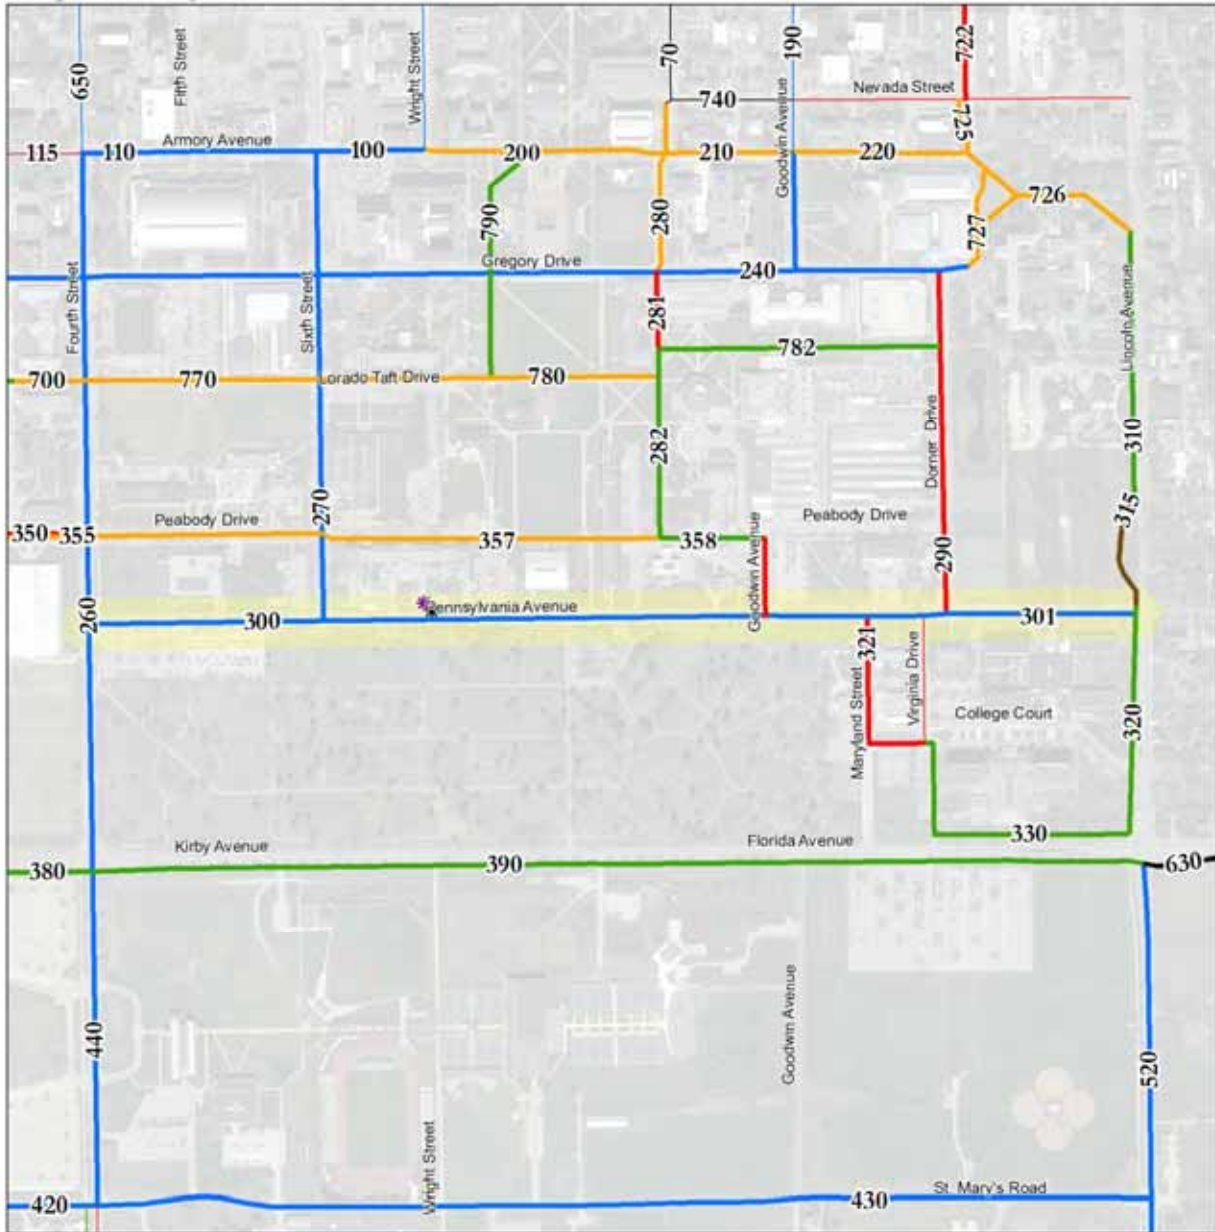 650
Fifth Street
Wright Street
70
190
722
Nevada Street
740
725
Armory Avenue
Goodwin Avenue
115
110
100
200
210
220
790
280
726
727
Gregory Drive
240
Fourth Street
Sixth Street
281
Lincoln Avenue
782
700
770
Lorado Taft Drive
780
Dorner Drive
282
310
270
315
Peabody Drive
Peabody Drive
350
355
357
358
Goodwin Avenue
290
Pennsylvania Avenue
260
300
301
321
Virginia Drive
Maryland Street
College Court
320
330
Kirby Avenue
Florida Avenue
380
390
630
440
Goodwin Avenue
520
Wright Street
420
430
St. Mary's Road